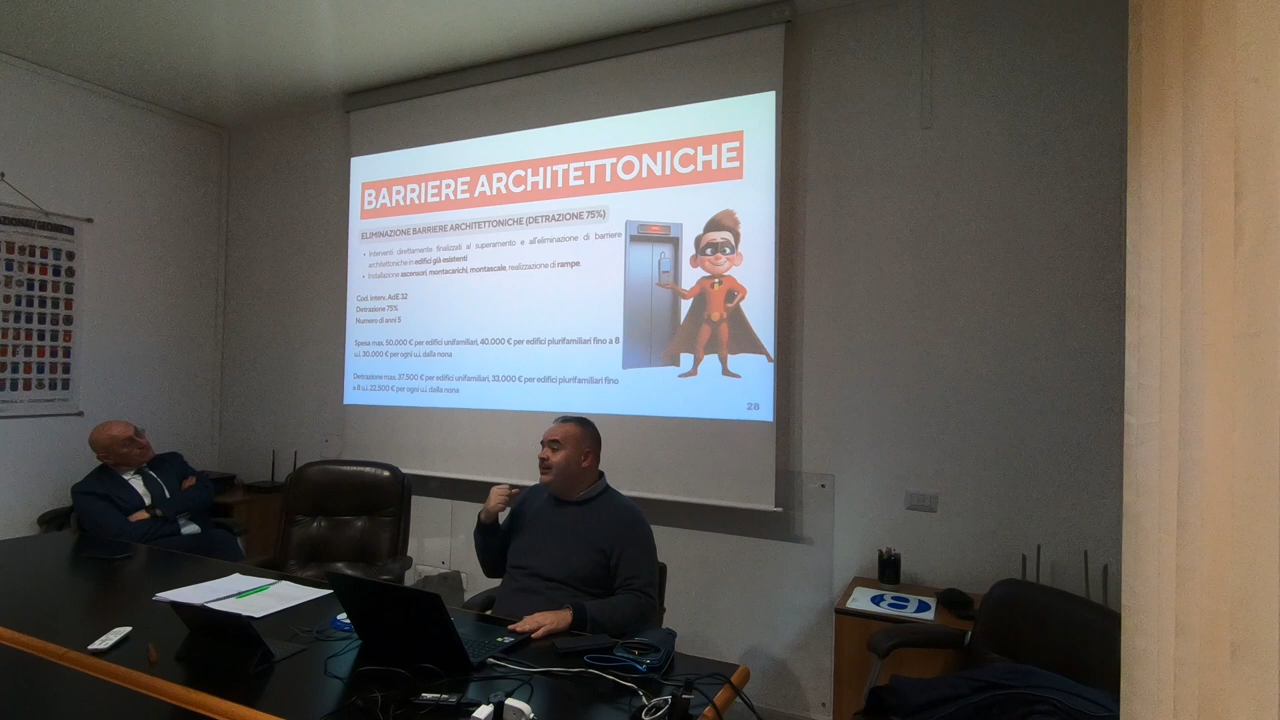 BARRIERE ARCHITETTONICHE
ELIMINAZIONE BARRIERE ARCHITETTONICHE (DETRAZIONE 75%)
• Interventi direttamente finalizzati al superamento e all'eliminazione di barriere
architettoniche in edifici già esistenti
• Installazione ascensori, montacarichi, montascale, realizzazione di rampe.
Cod. interv. AdE 32
Detrazione 75%
Numero di anni 5
Spesa max. 50.000 € per edifici unifamiliari, 40.000 € per edifici plurifamiliari fino a 8
u.i. 30.000 € per ogni u.i. dalla nona
Detrazione max. 37.500 € per edifici unifamiliari, 33.000 € per edifici plurifamiliari fino
a 8 u.i. 22.500 € per ogni u.i. dalla nona
28